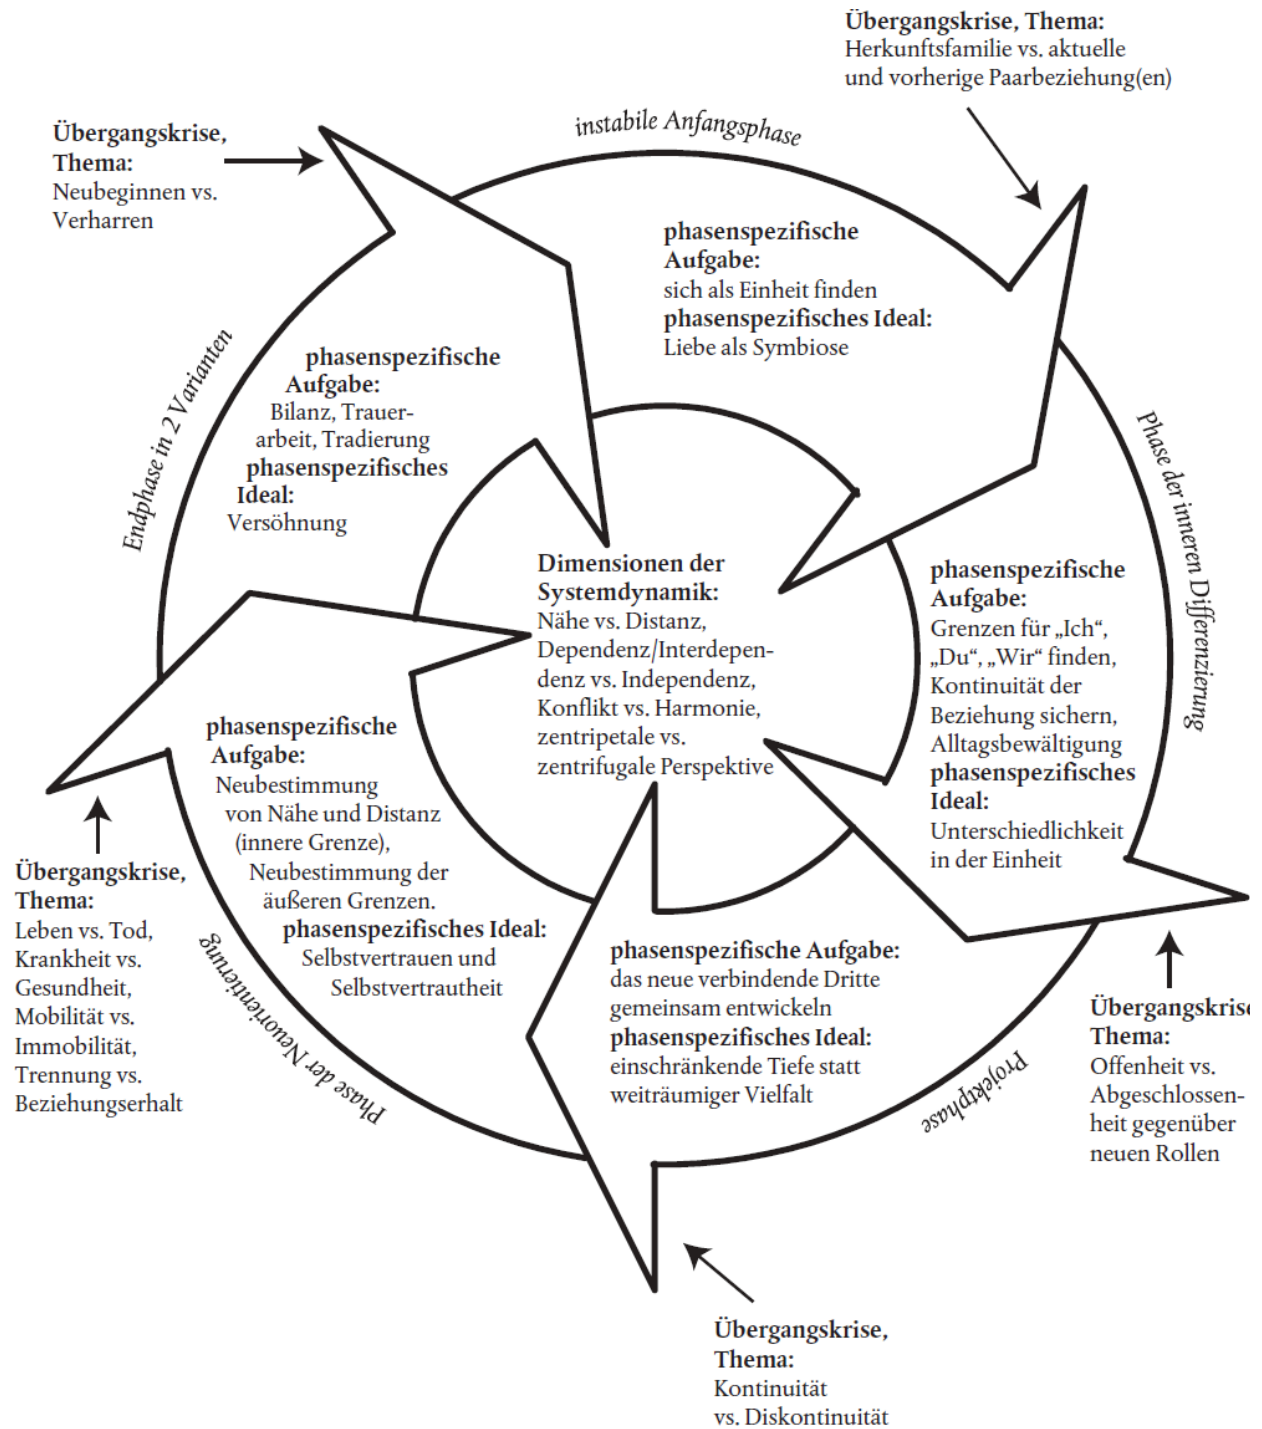 Übergangskrise, Thema:
Herkunftsfamilie vs. aktuelle
und vorherige Paarbeziehung(en)
instabile Anfangsphase
Übergangskrise,
Thema:
Neubeginnen vs.
Verharren
phasenspezifische
Aufgabe:
sich als Einheit finden
phasenspezifisches Ideal:
Liebe als Symbiose
Endphase in 2 Varianten
phasenspezifische
Aufgabe:
Bilanz, Trauer-
arbeit, Tradierung
phasenspezifisches
Ideal:
Versöhnung
Phase der inneren Differenzierung
Dimensionen der
Systemdynamik:
Nähe vs. Distanz,
Dependenz/Interdepen-
denz vs. Independenz,
Konflikt vs. Harmonie,
zentripetale vs.
zentrifugale Perspektive
phasenspezifische
Aufgabe:
Grenzen für „Ich“,
„Du“, „Wir“ finden,
Kontinuität der
Beziehung sichern,
Alltagsbewältigung
phasenspezifisches
Ideal:
Unterschiedlichkeit
in der Einheit
phasenspezifische
Aufgabe:
Neubestimmung
von Nähe und Distanz
(innere Grenze),
Neubestimmung der
äußeren Grenzen.
phasenspezifisches Ideal:
Selbstvertrauen und
Selbstvertrautheit
Übergangskrise,
Thema:
Leben vs. Tod,
Krankheit vs.
Gesundheit,
Mobilität vs.
Immobilität,
Trennung vs.
Beziehungserhalt
Phase der Neuorientierung
phasenspezifische Aufgabe:
das neue verbindende Dritte
gemeinsam entwickeln
phasenspezifisches Ideal:
einschränkende Tiefe statt
weiträumiger Vielfalt
Projektphase
Übergangskrise
Thema:
Offenheit vs.
Abgeschlossen-
heit gegenüber
neuen Rollen
Übergangskrise,
Thema:
Kontinuität
vs. Diskontinuität